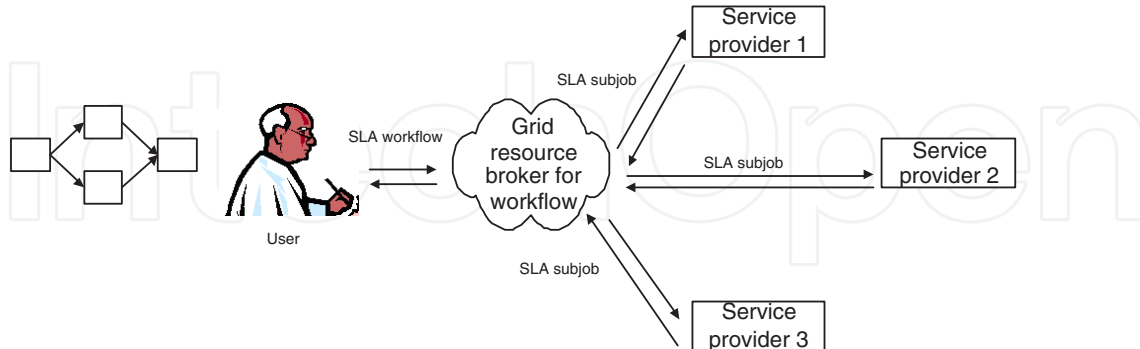 Service
provider 1
SLA subjob
SLA workflow
Grid
resource
broker for
workflow
SLA subjob
Service
provider 2
User
SLA subjob
Service
provider 3
IntechOpen